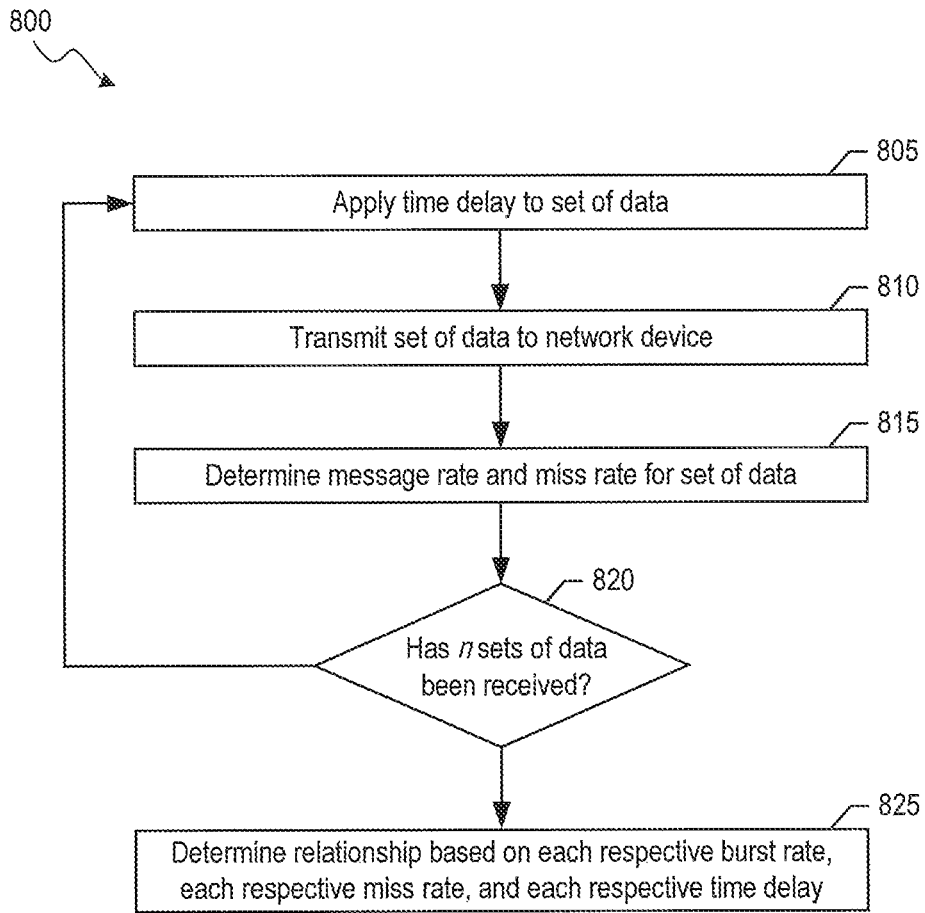 800
805
Apply time delay to set of data
810
Transmit set of data to network device
815
Determine message rate and miss rate for set of data
820
Has n sets of data
been received?
825
Determine relationship based on each respective burst rate,
each respective miss rate, and each respective time delay